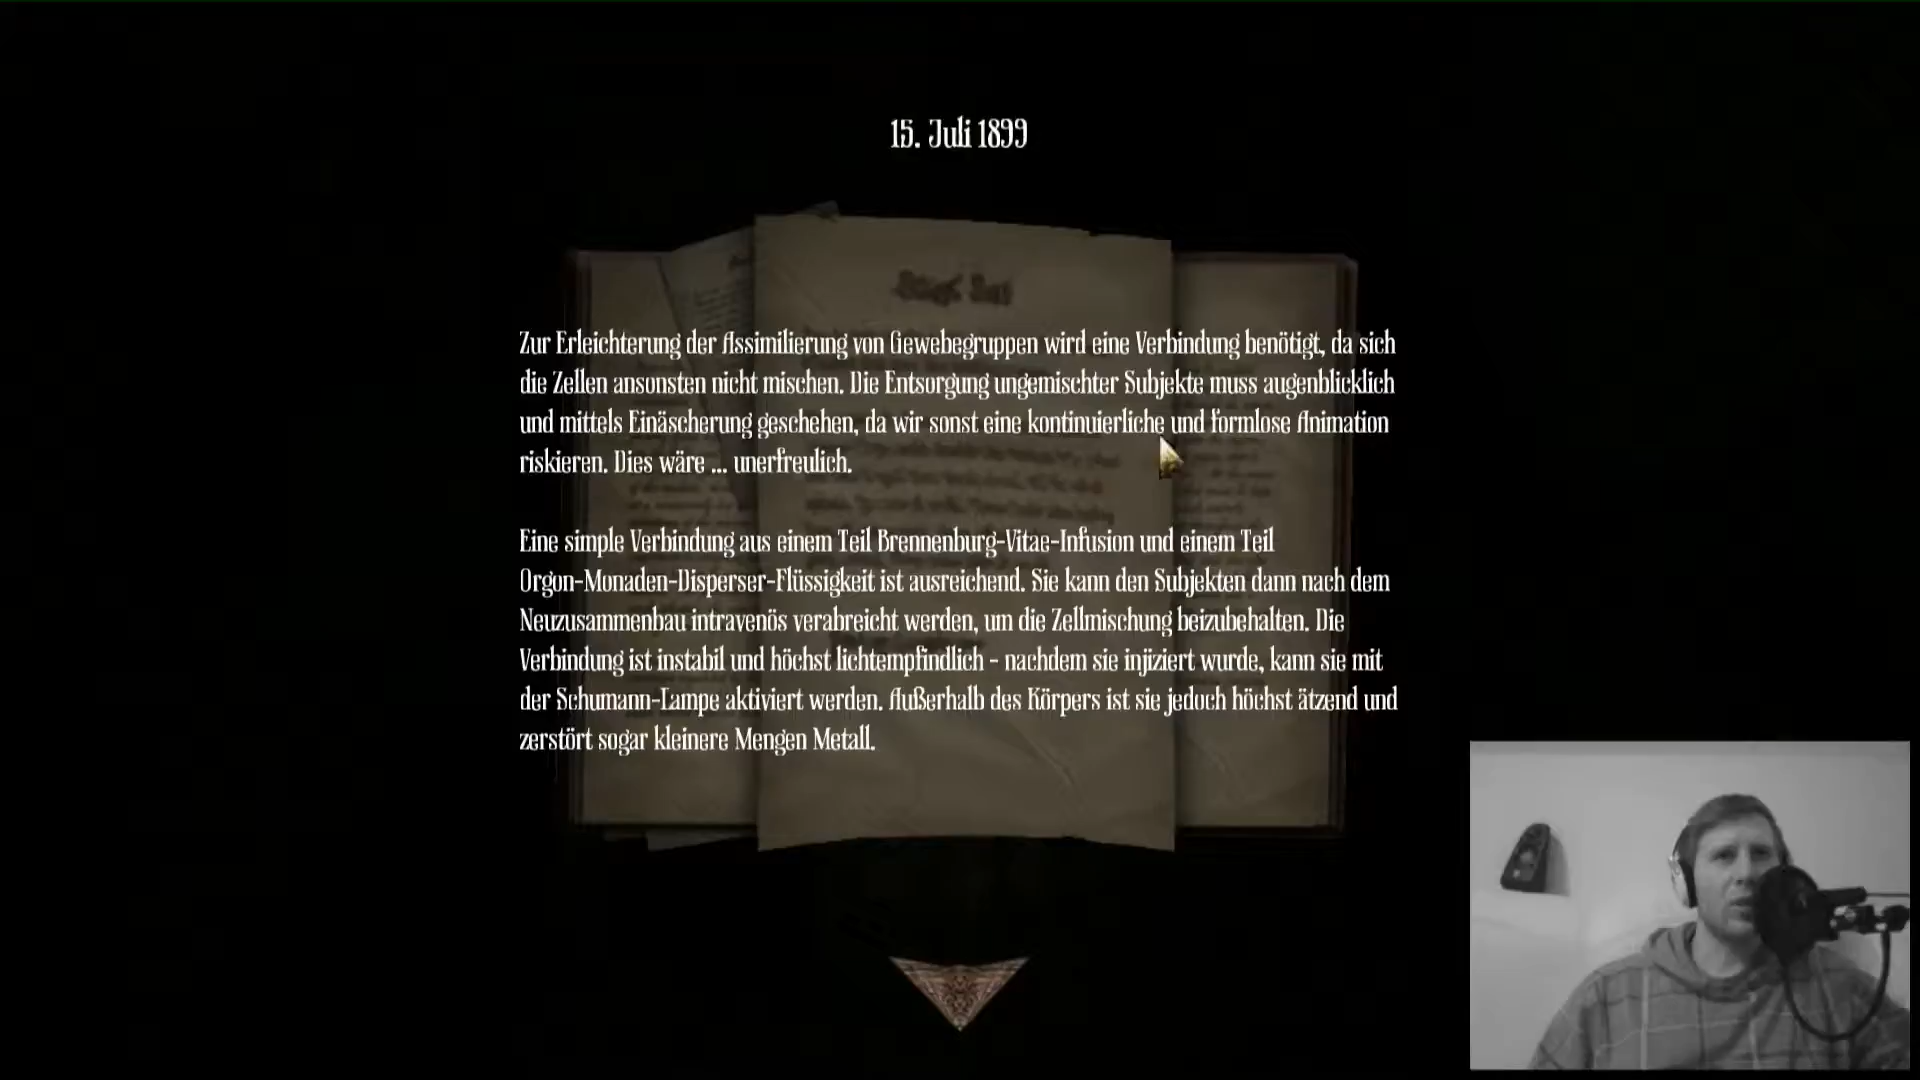 15. Juli 1899
Zur Erleichterung der Assimilierung von Gewebegruppen wird eine Verbindung benötigt, da sich
die Zellen ansonsten nicht mischen. Die Entsorgung ungemischter Subjekte muss augenblicklich
und mittels Einäscherung geschehen, da wir sonst eine kontinuierliche und formlose Animation
riskieren. Dies wäre ... unerfreulich.
Eine simple Verbindung aus einem Teil Brennenburg-Vitae-Infusion und einem Teil
Orgon-Monaden-Disperser-Flüssigkeit ist ausreichend. Sie kann den Subjekten dann nach dem
Neuzusammenbau intravenös verabreicht werden, um die Zellmischung beizubehalten. Die
Verbindung ist instabil und höchst lichtempfindlich - nachdem sie injiziert wurde, kann sie mit
der Schumann-Lampe aktiviert werden. Außerhalb des Körpers ist sie jedoch höchst ätzend und
zerstört sogar kleinere Mengen Metall.